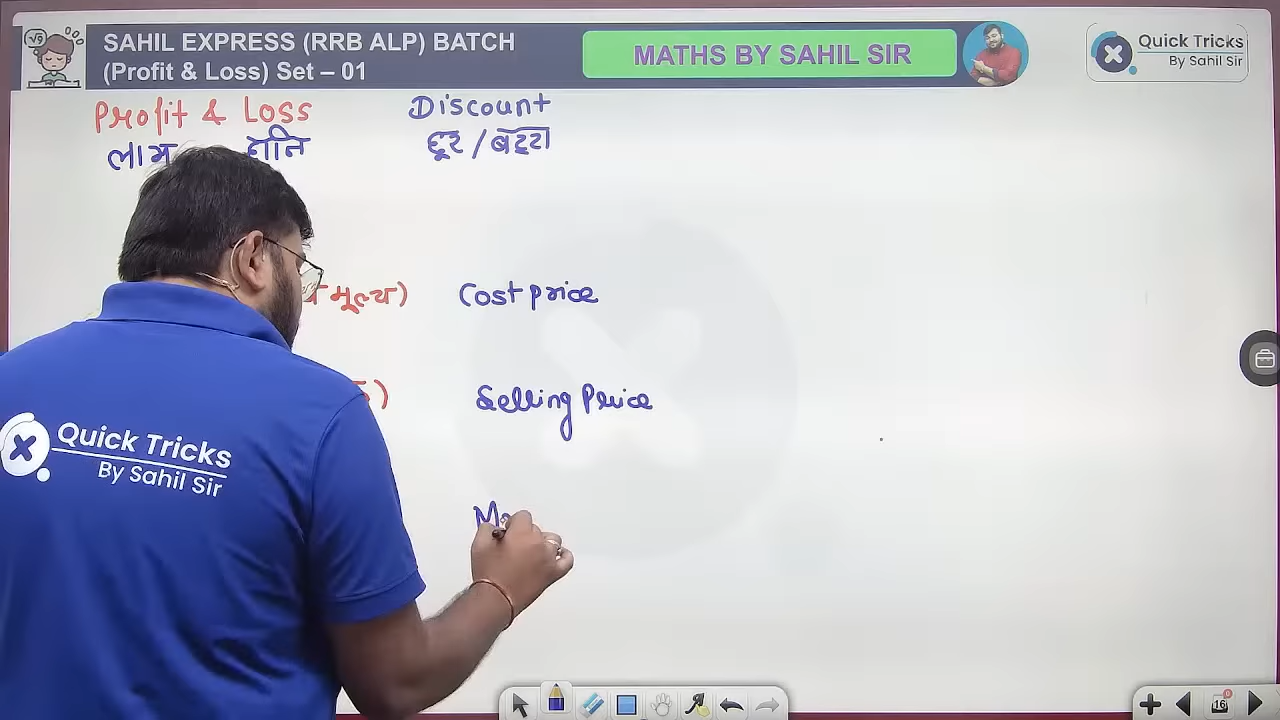 SAHIL EXPRESS (RRB ALP) BATCH
(Profit & Loss) Set – 01
MATHS BY SAHIL SIR
Quick Tricks
By Sahil Sir
Profit & Loss Discount
लाभ हानि छूट / बट्टा
मूल्य) Cost price
Selling Price
Quick Tricks
By Sahil Sir
16